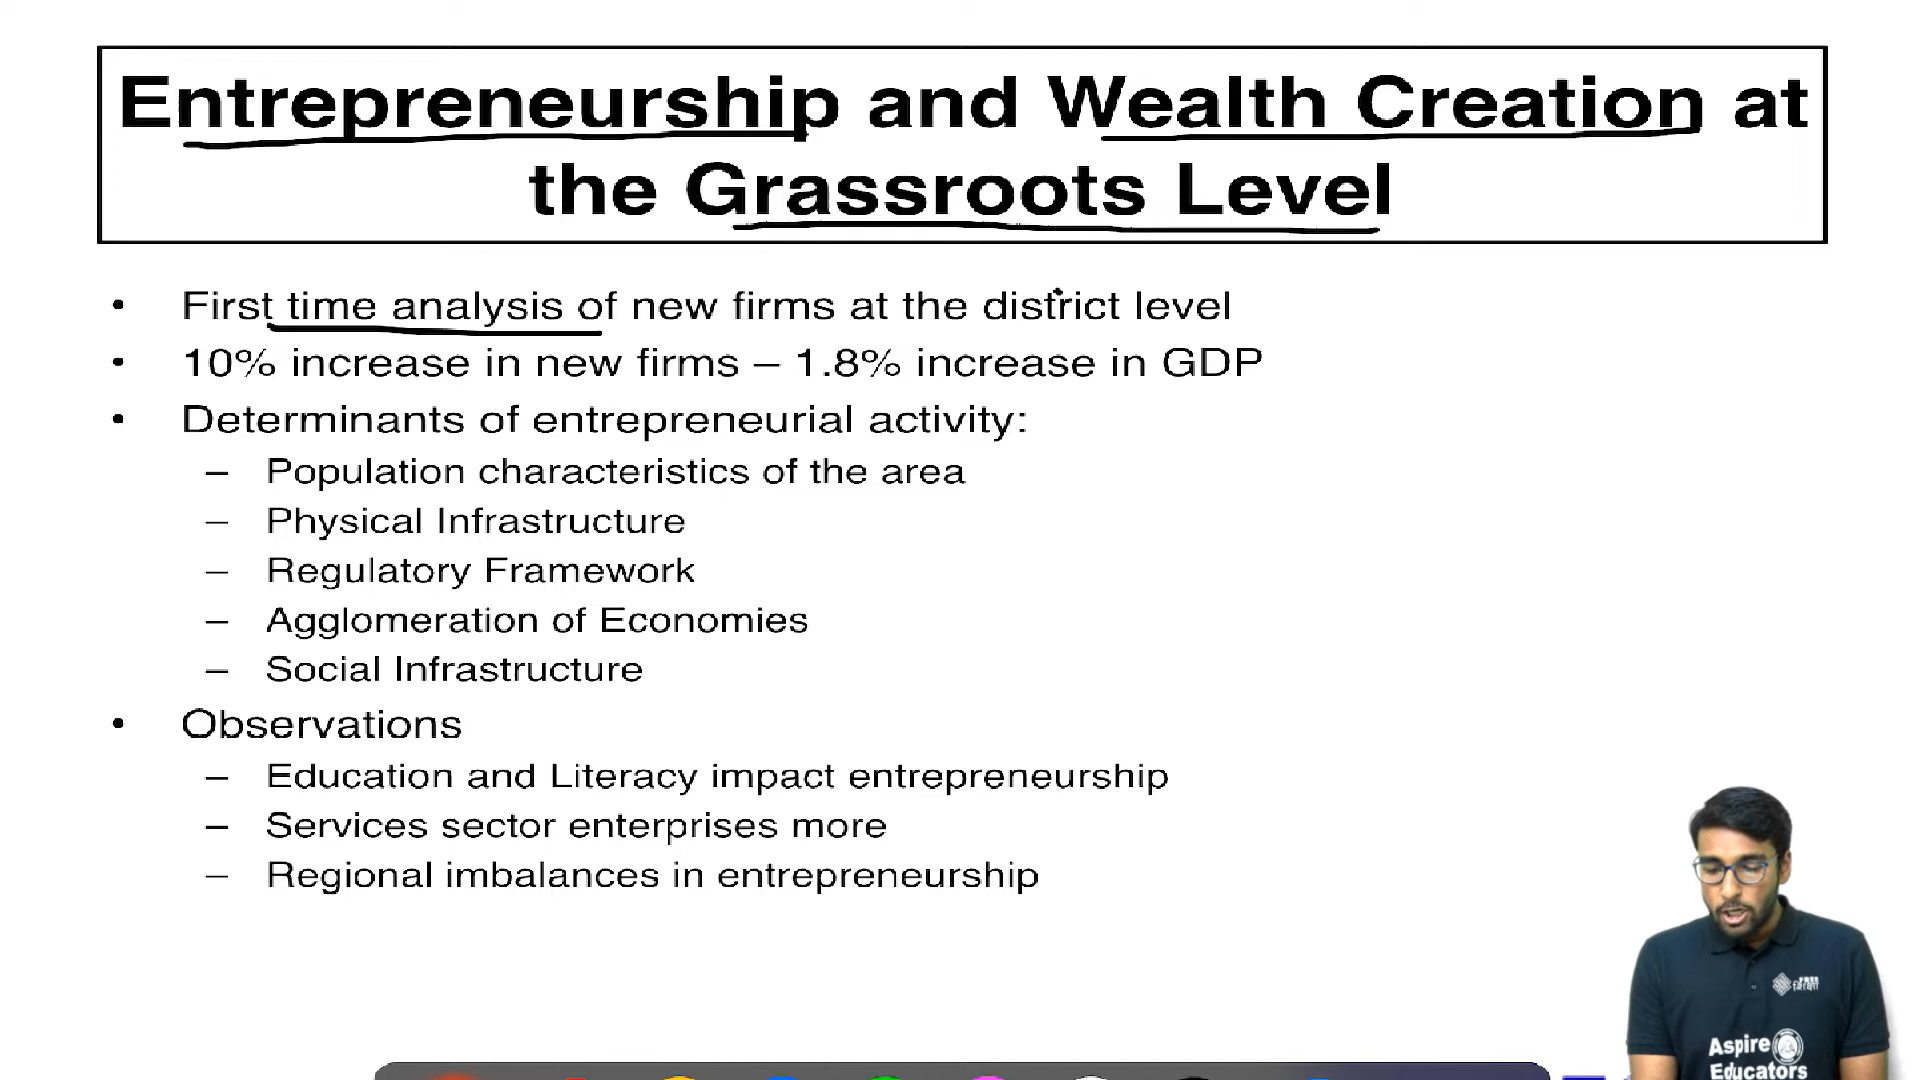 Entrepreneurship and Wealth Creation at
the Grassroots Level
• First time analysis of new firms at the district level
• 10% increase in new firms – 1.8% increase in GDP
• Determinants of entrepreneurial activity:
– Population characteristics of the area
– Physical Infrastructure
– Regulatory Framework
– Agglomeration of Economies
– Social Infrastructure
• Observations
– Education and Literacy impact entrepreneurship
– Services sector enterprises more
– Regional imbalances in entrepreneurship
FREE
Aspire
Educators